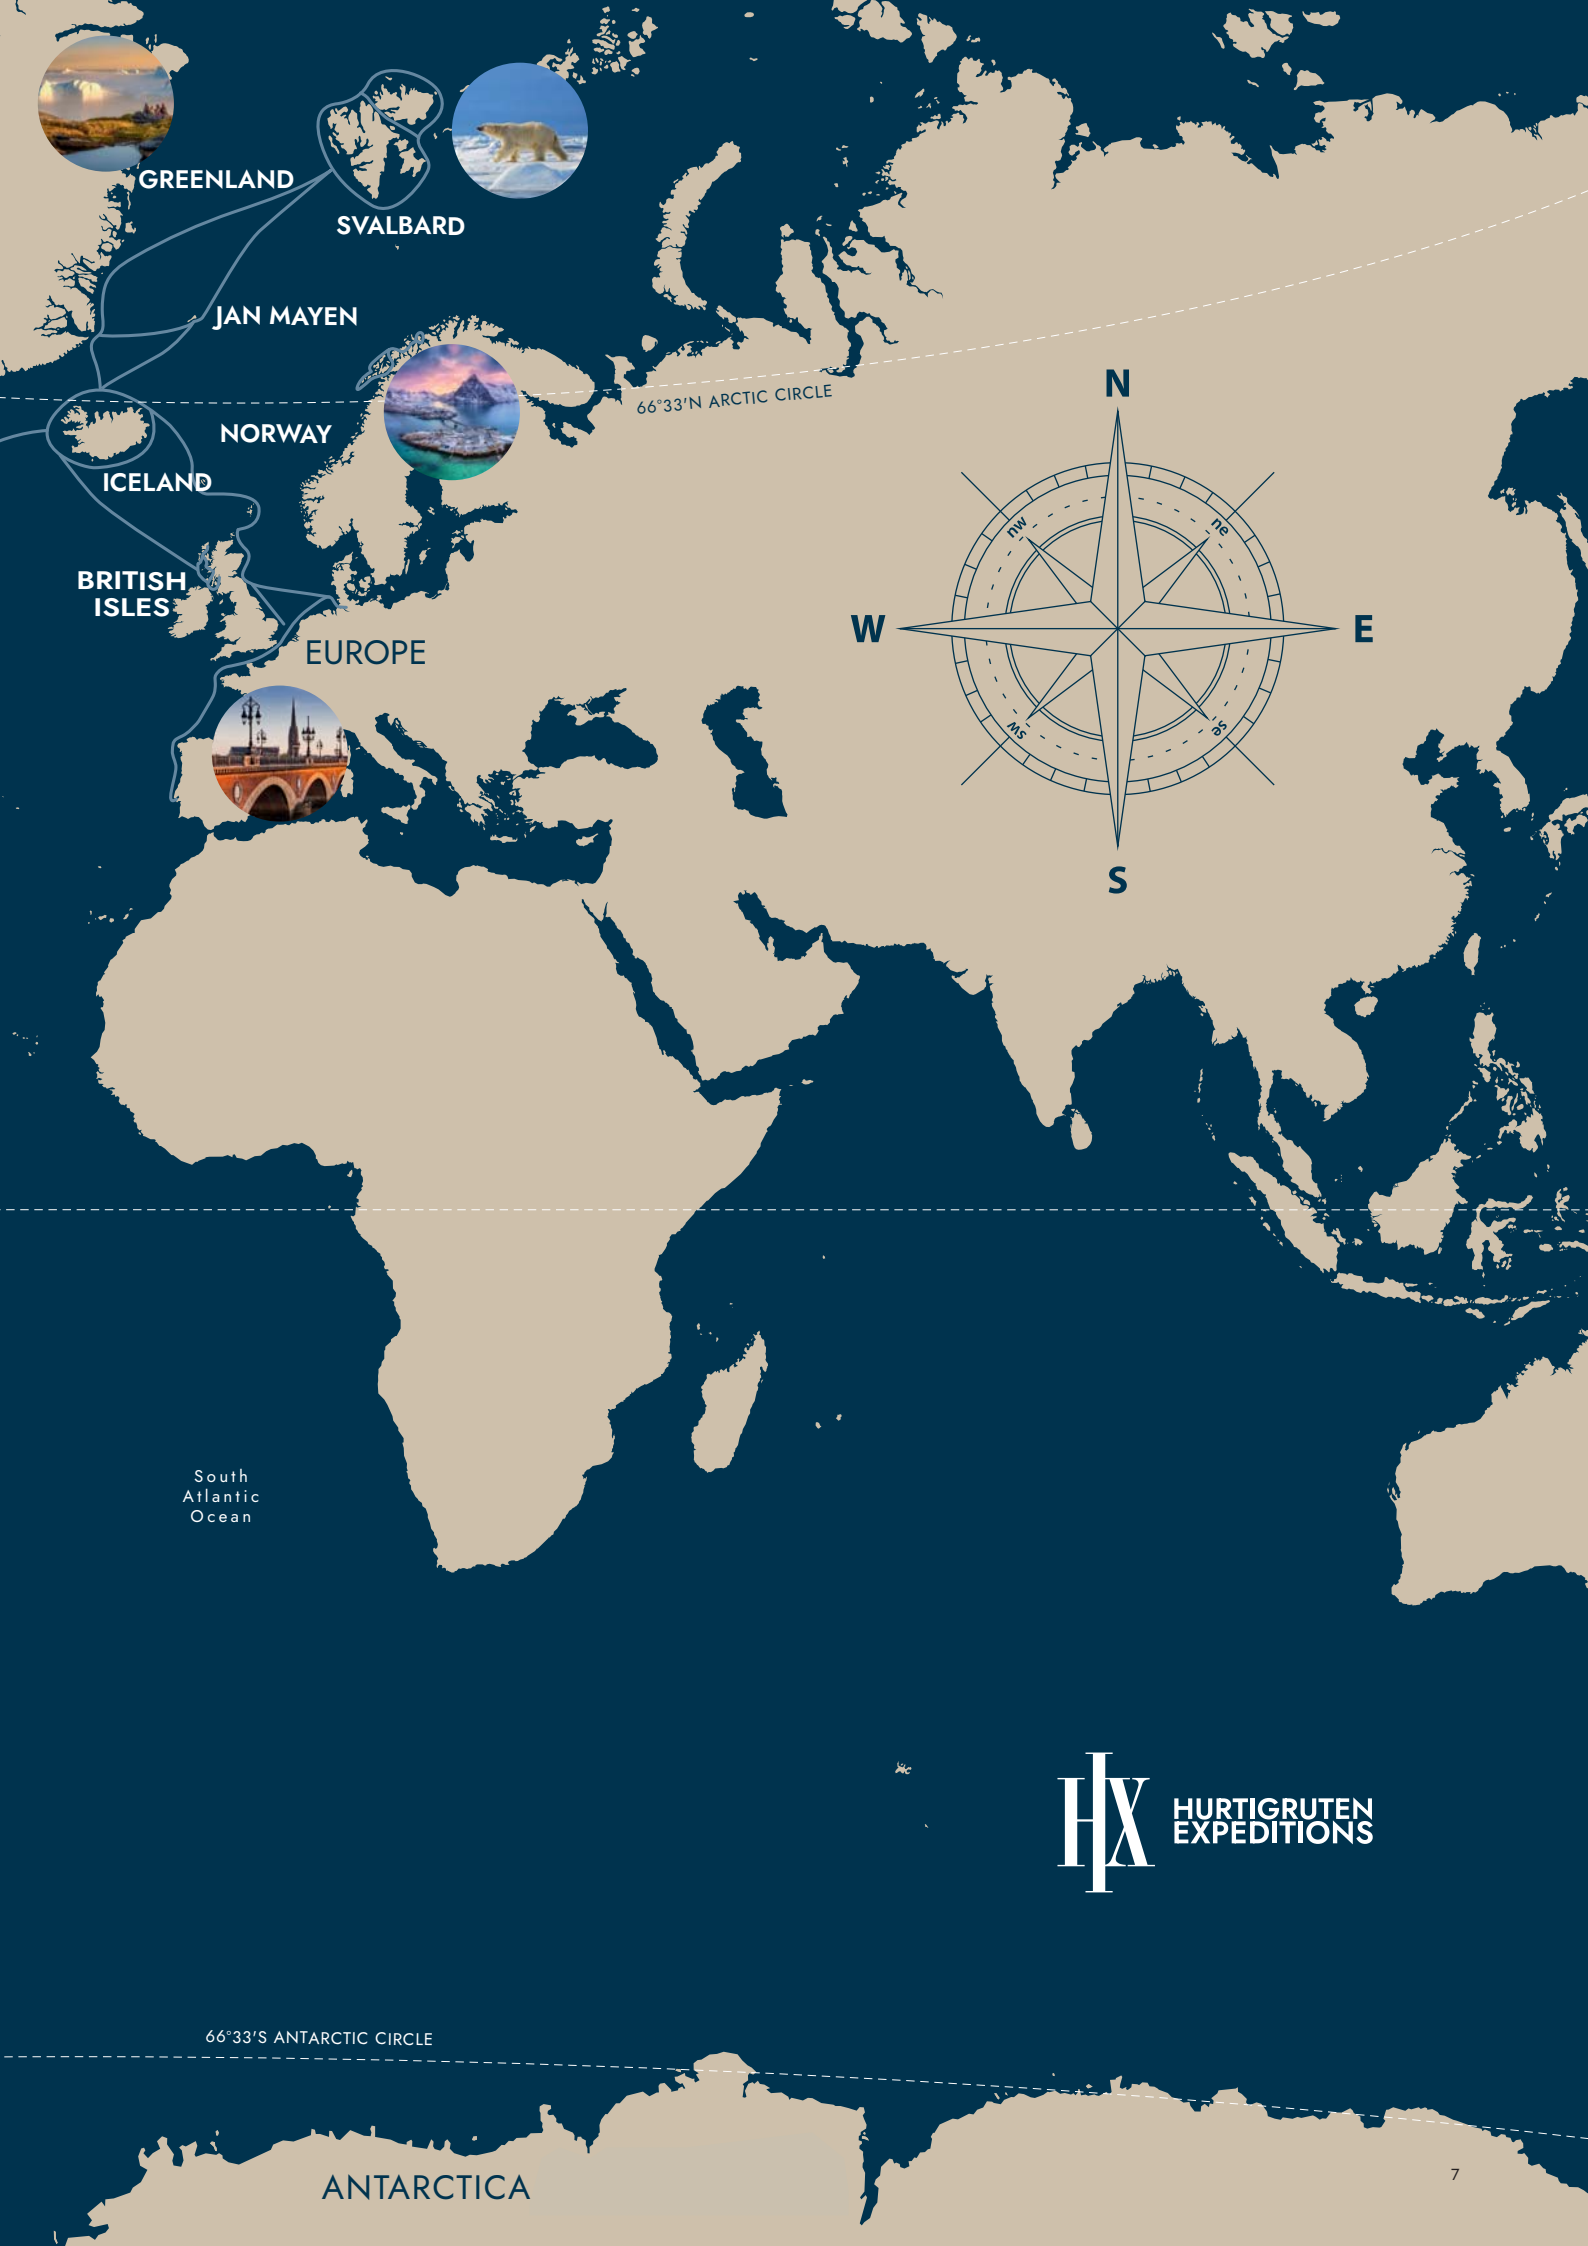 GREENLAND
SVALBARD
JAN MAYEN
66°33'N ARCTIC CIRCLE
NORWAY
ICELAND
BRITISH
ISLES
EUROPE
N
nw
ne
W
E
sw
se
S
South
Atlantic
Ocean
HX
HURTIGRUTEN
EXPEDITIONS
66°33'S ANTARCTIC CIRCLE
ANTARCTICA
7